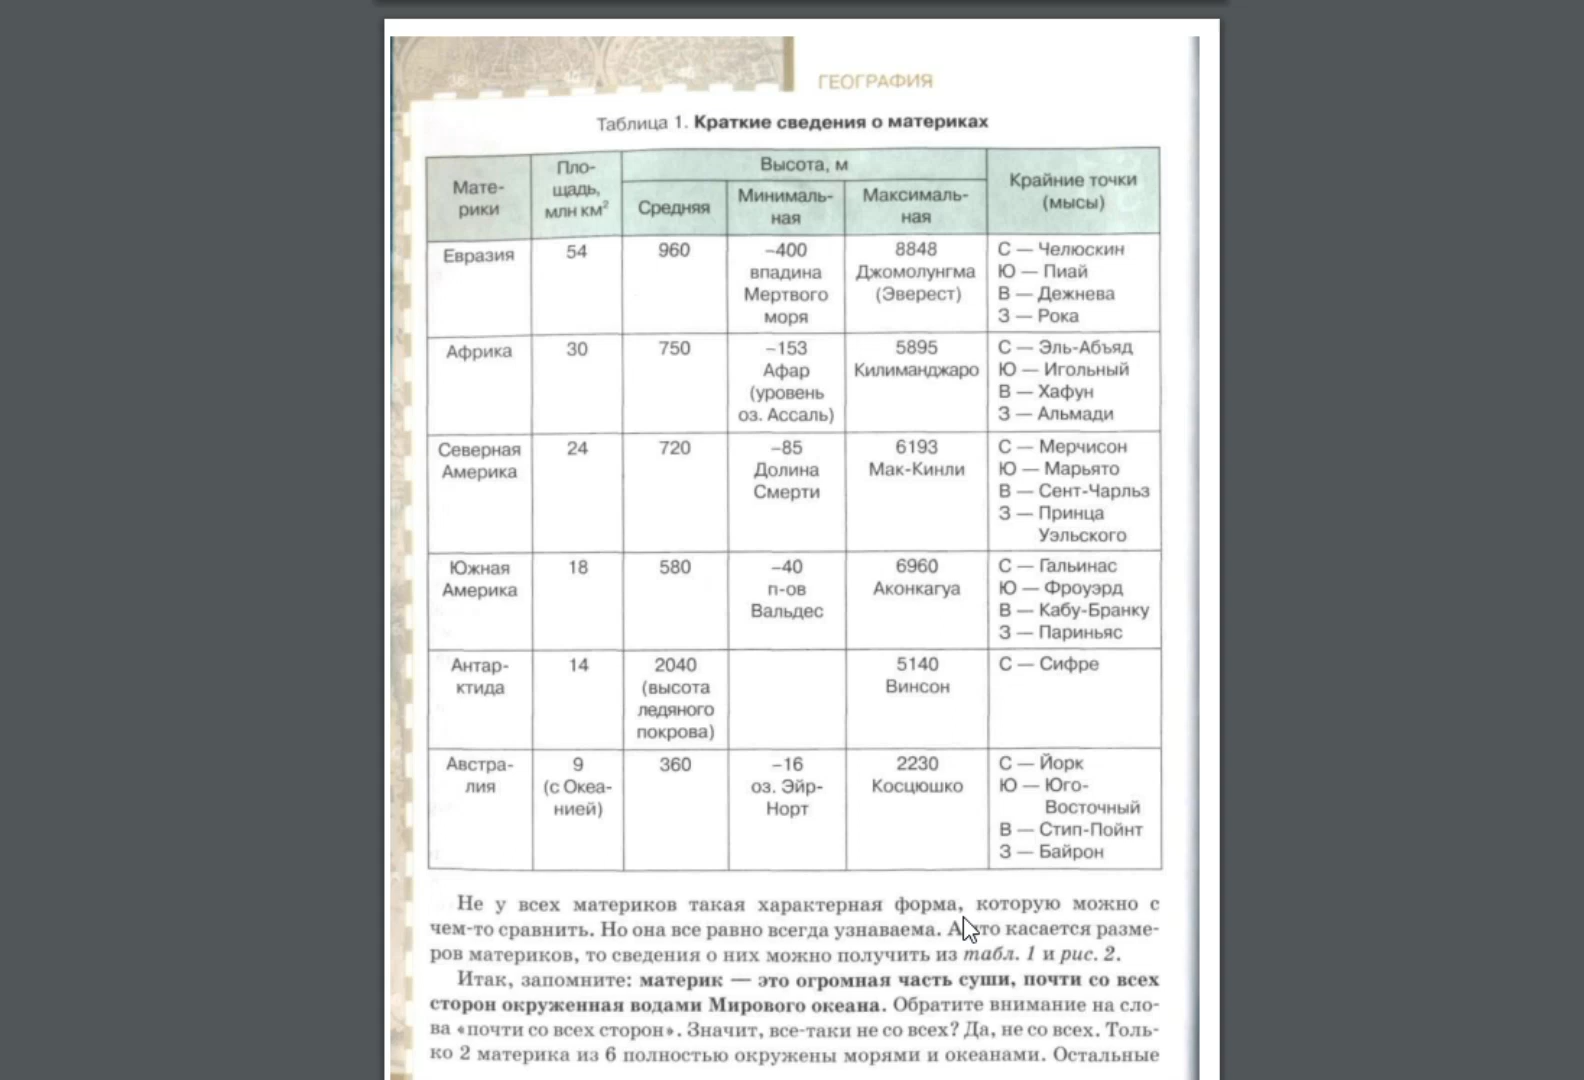 ГЕОГРАФИЯ
Таблица 1. Краткие сведения о материках
Мате-
рики
Пло-
щадь,
млн км²
Высота, м
Средняя
Минималь-
ная
Максималь-
ная
Крайние точки
(мысы)
Евразия
54
960
–400
впадина
Мертвого
моря
8848
Джомолунгма
(Эверест)
С — Челюскин
Ю — Пиай
В — Дежнева
З — Рока
Африка
30
750
–153
Афар
(уровень
оз. Ассаль)
5895
Килиманджаро
С — Эль-Абъяд
Ю — Игольный
В — Хафун
З — Альмади
Северная
Америка
24
720
–85
Долина
Смерти
6193
Мак-Кинли
С — Мерчисон
Ю — Марьято
В — Сент-Чарльз
З — Принца
Уэльского
Южная
Америка
18
580
–40
п-ов
Вальдес
6960
Аконкагуа
С — Гальинас
Ю — Фроуэрд
В — Кабу-Бранку
З — Париньяс
Антар-
ктида
14
2040
(высота
ледяного
покрова)
5140
Винсон
С — Сифре
Австра-
лия
9
(с Океа-
нией)
360
–16
оз. Эйр-
Норт
2230
Косцюшко
С — Йорк
Ю — Юго-
Восточный
В — Стип-Пойнт
З — Байрон
Не у всех материков такая характерная форма, которую можно с
чем-то сравнить. Но она все равно всегда узнаваема. А что касается разме-
ров материков, то сведения о них можно получить из табл. 1 и рис. 2.
Итак, запомните: материк — это огромная часть суши, почти со всех
сторон окруженная водами Мирового океана. Обратите внимание на сло-
ва «почти со всех сторон». Значит, все-таки не со всех? Да, не со всех. Толь-
ко 2 материка из 6 полностью окружены морями и океанами. Остальные